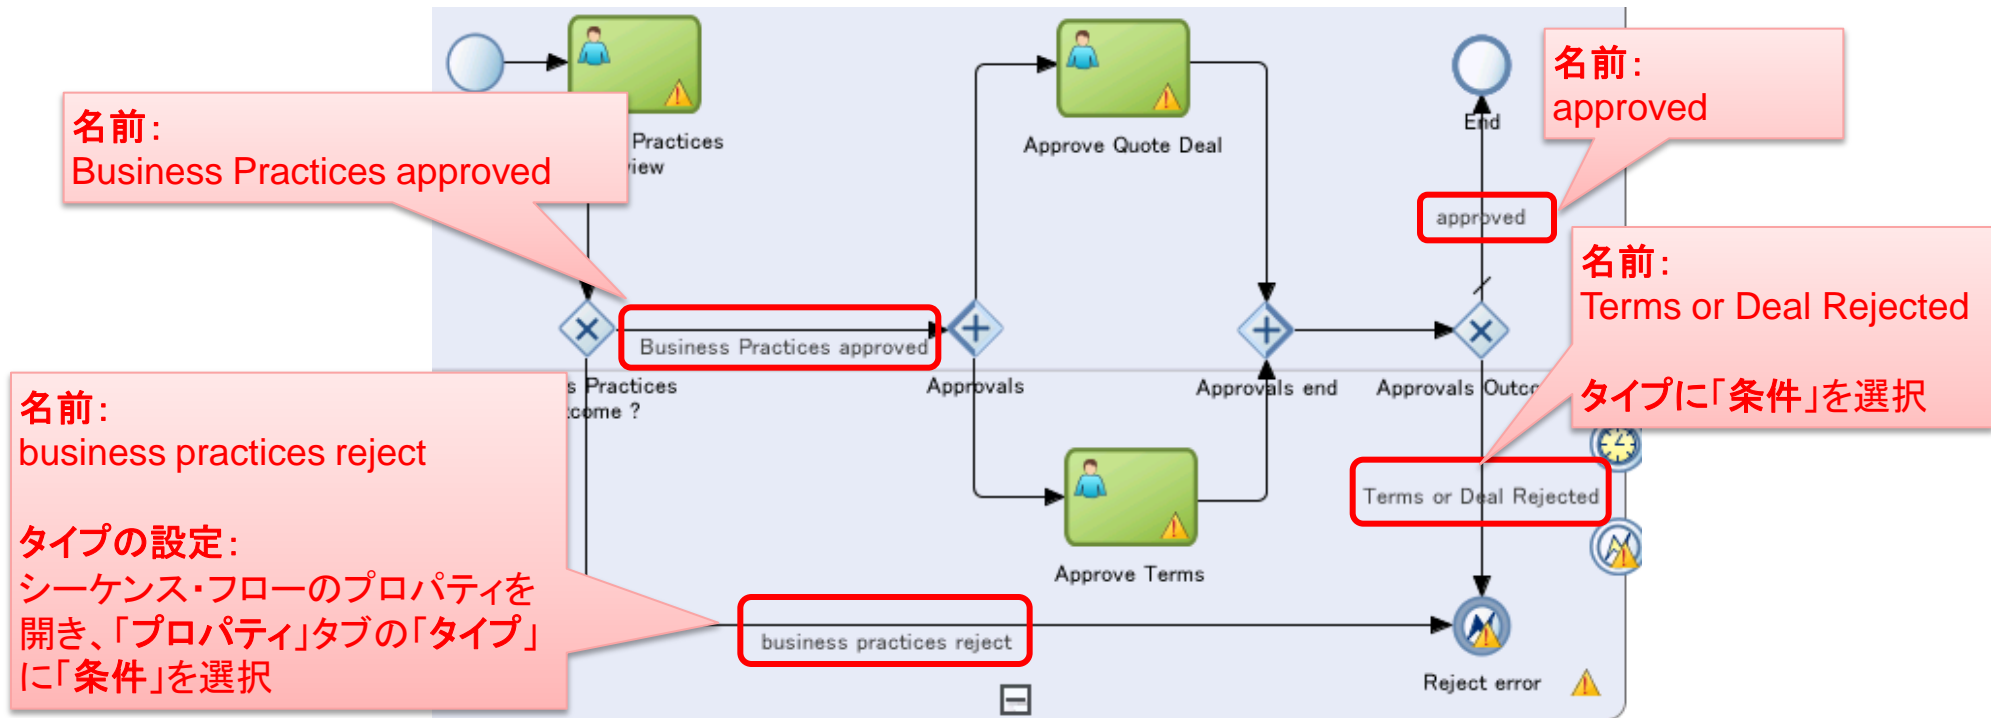 名前：
Business Practices approved
Practices
view
Approve Quote Deal
End
名前：
approved
approved
名前：
Terms or Deal Rejected
タイプに「条件」を選択
Business Practices approved
s Practices
tcome ?
Approvals
Approvals end
Approvals Outco
名前：
business practices reject
タイプの設定：
シーケンス・フローのプロパティを
開き、「プロパティ」タブの「タイプ」
に「条件」を選択
Terms or Deal Rejected
Approve Terms
business practices reject
Reject error